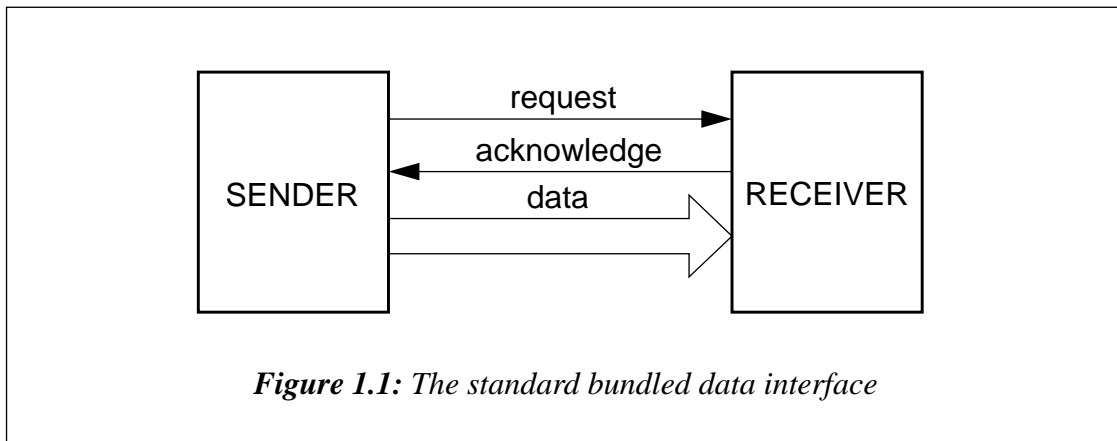 request
acknowledge
SENDER
data
RECEIVER
Figure 1.1: The standard bundled data interface